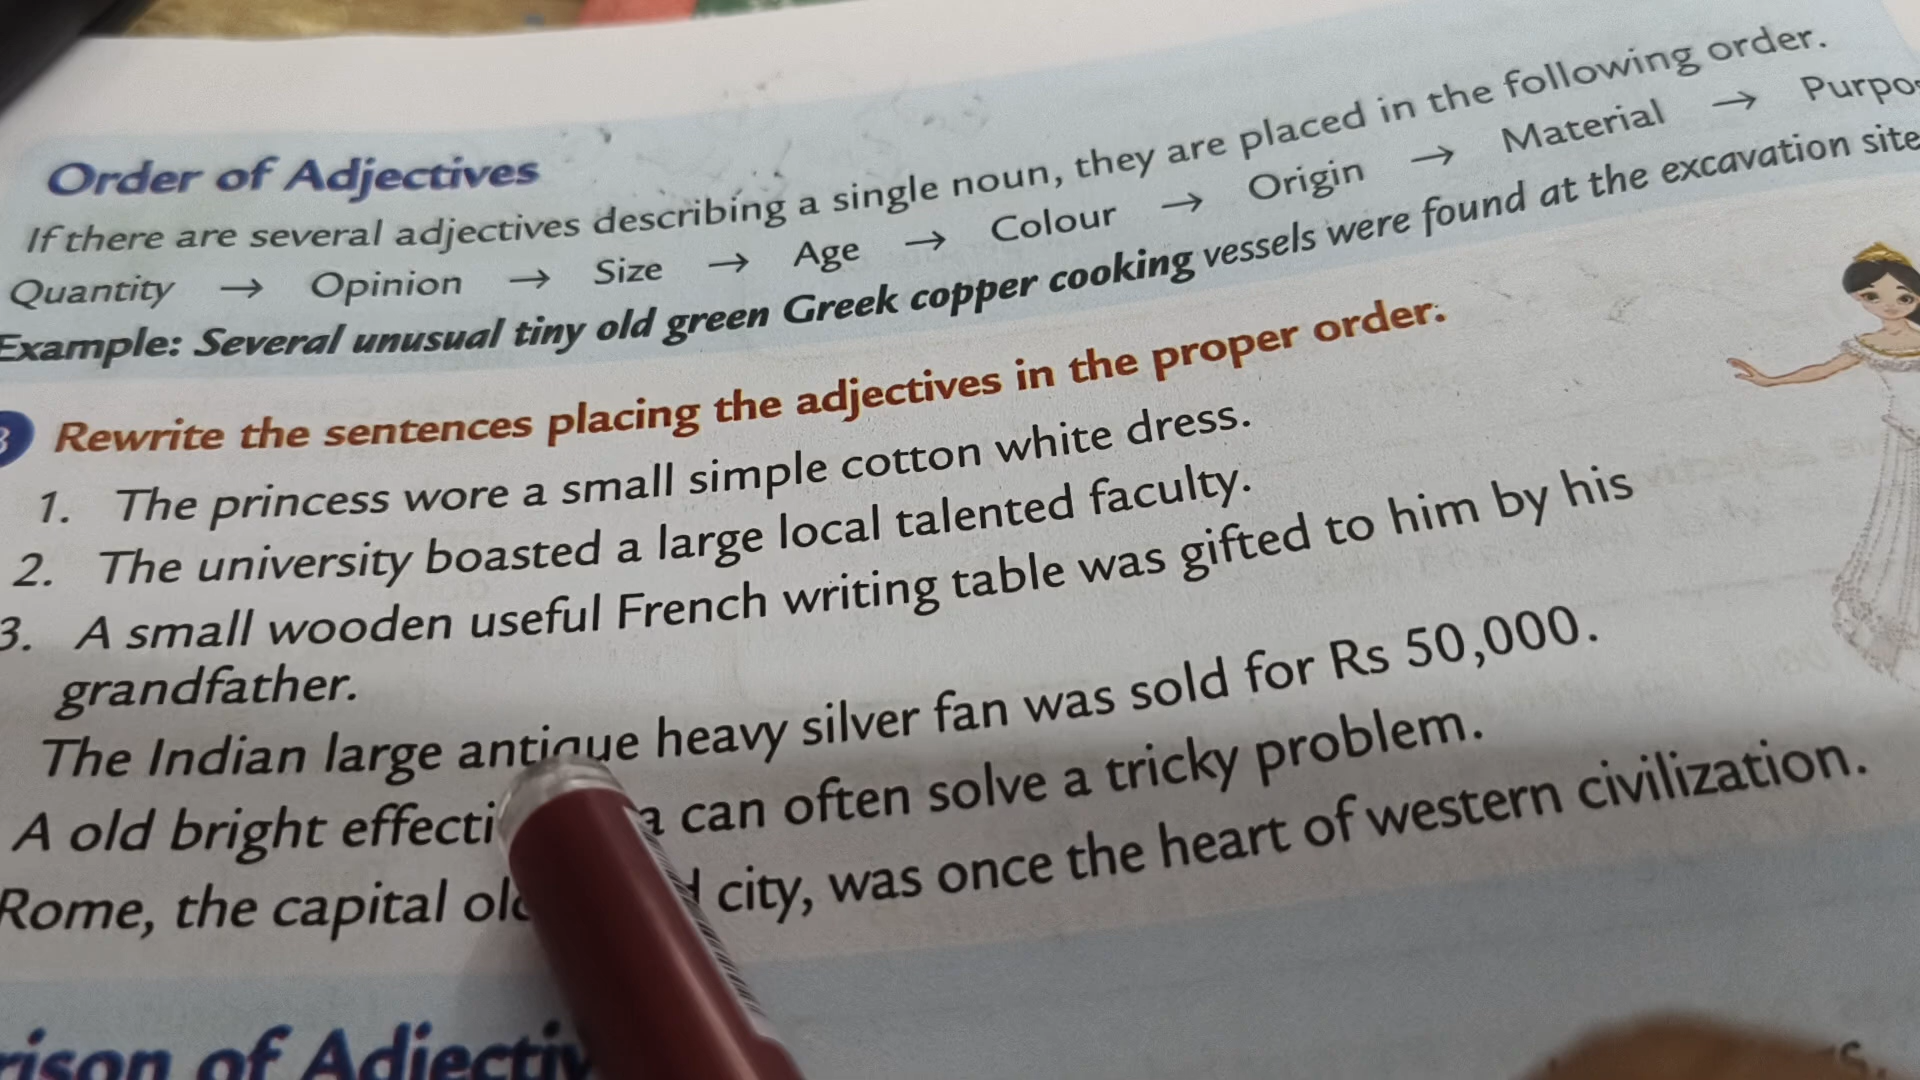 Order of Adjectives
If there are several adjectives describing a single noun, they are placed in the following order.
Quantity → Opinion → Size → Age → Colour → Origin → Material → Purpo
Example: Several unusual tiny old green Greek copper cooking vessels were found at the excavation site
Rewrite the sentences placing the adjectives in the proper order.
1. The princess wore a small simple cotton white dress.
2. The university boasted a large local talented faculty.
3. A small wooden useful French writing table was gifted to him by his
grandfather.
The Indian large antique heavy silver fan was sold for Rs 50,000.
A old bright effecti a can often solve a tricky problem.
Rome, the capital ol d city, was once the heart of western civilization.
rison of Adjectiv